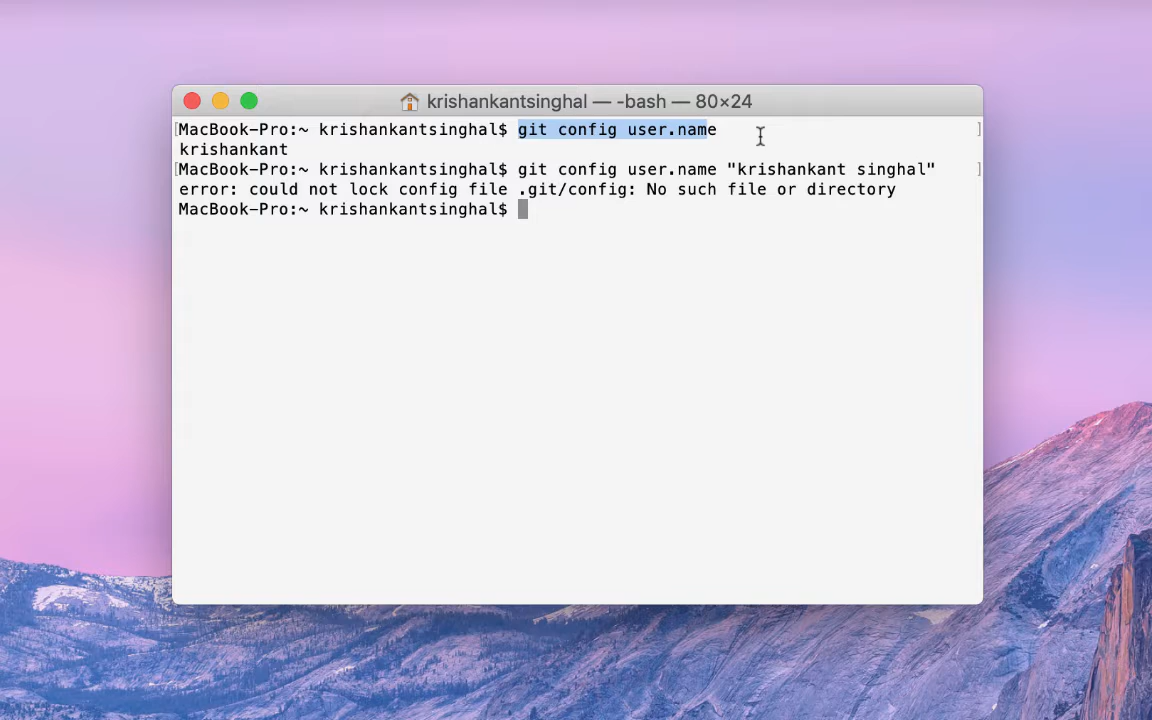 krishankantsinghal — -bash — 80×24
[MacBook-Pro:~ krishankantsinghal$ git config user.name ]
krishankant
[MacBook-Pro:~ krishankantsinghal$ git config user.name "krishankant singhal" ]
error: could not lock config file .git/config: No such file or directory
MacBook-Pro:~ krishankantsinghal$